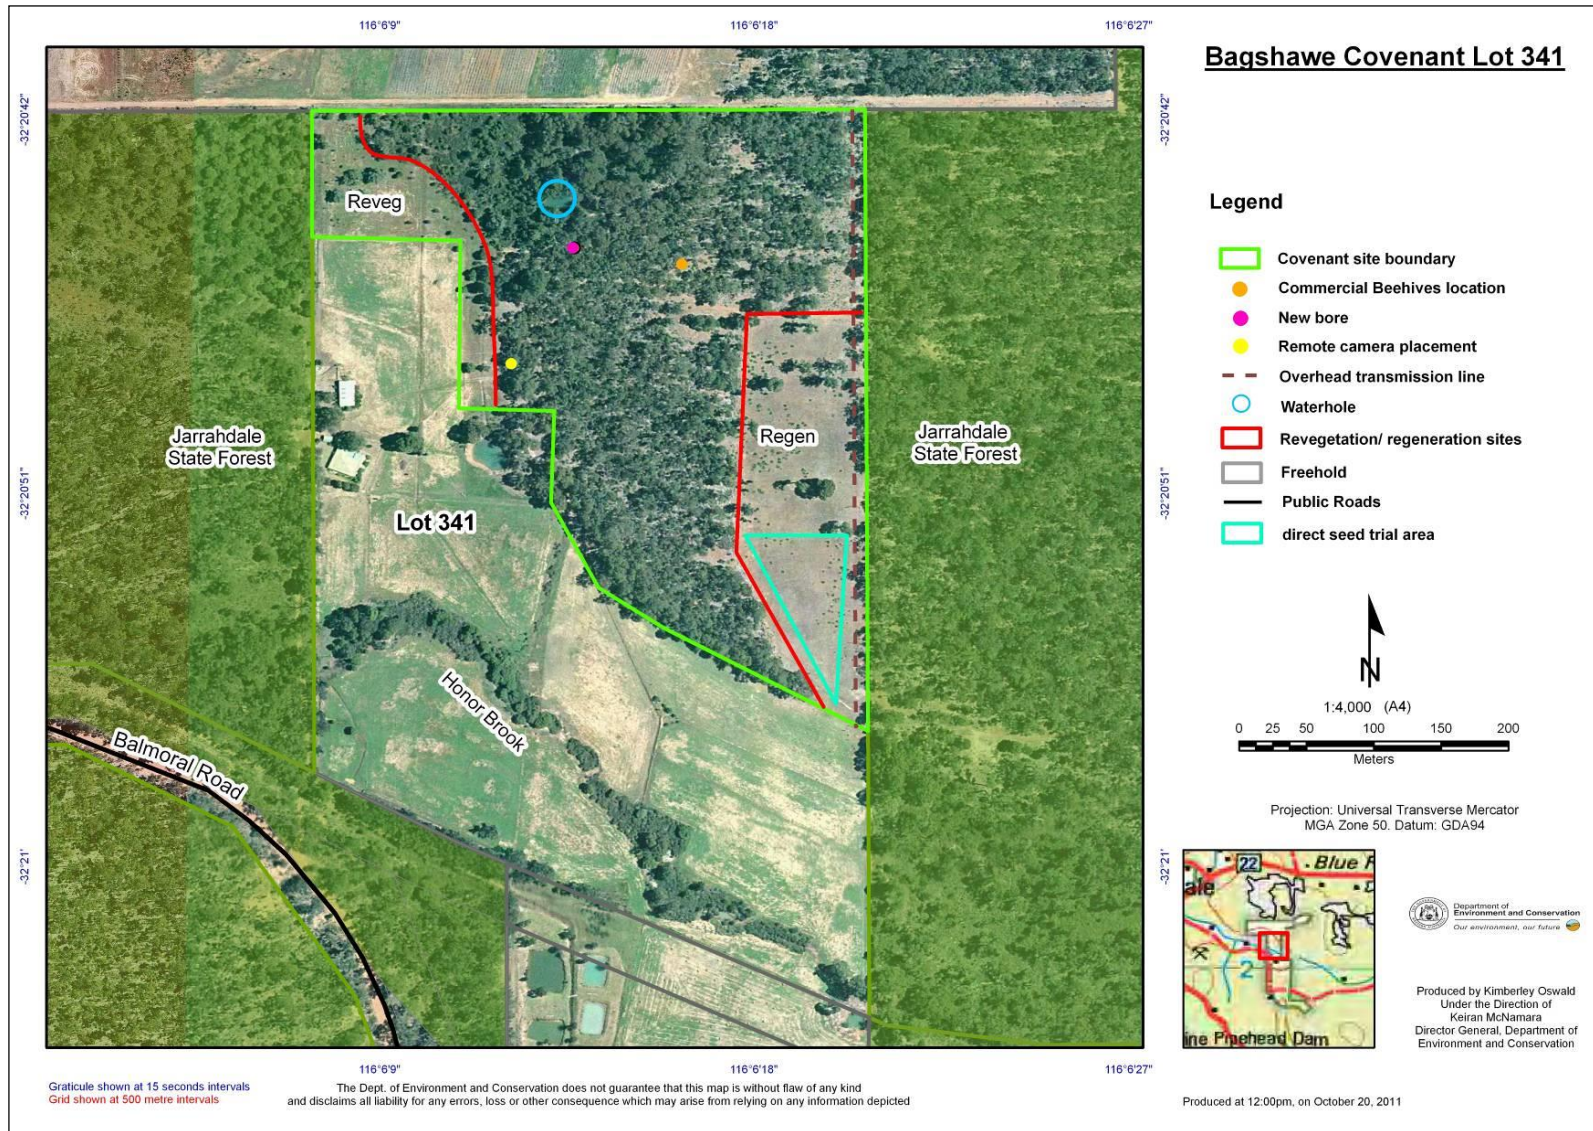 116°6'9"
116°6'18"
116°6'27"
Bagshawe Covenant Lot 341
-32°20'42"
-32°20'42"
Reveg
Legend
Covenant site boundary
Commercial Beehives location
New bore
Remote camera placement
Overhead transmission line
Waterhole
Revegetation/ regeneration sites
Freehold
Public Roads
direct seed trial area
Jarrahdale
State Forest
Regen
Jarrahdale
State Forest
-32°20'51"
-32°20'51"
Lot 341
Honor Brook
Balmoral Road
N
1:4,000 (A4)
0 25 50 100 150 200
Meters
Projection: Universal Transverse Mercator
MGA Zone 50. Datum: GDA94
-32°21'
-32°21'
22
Blue
ale
2
ine Pipehead Dam
Department of
Environment and Conservation
Our environment, our future
Produced by Kimberley Oswald
Under the Direction of
Keiran McNamara
Director General, Department of
Environment and Conservation
116°6'9"
116°6'18"
116°6'27"
Graticule shown at 15 seconds intervals
Grid shown at 500 metre intervals
The Dept. of Environment and Conservation does not guarantee that this map is without flaw of any kind
and disclaims all liability for any errors, loss or other consequence which may arise from relying on any information depicted
Produced at 12:00pm, on October 20, 2011